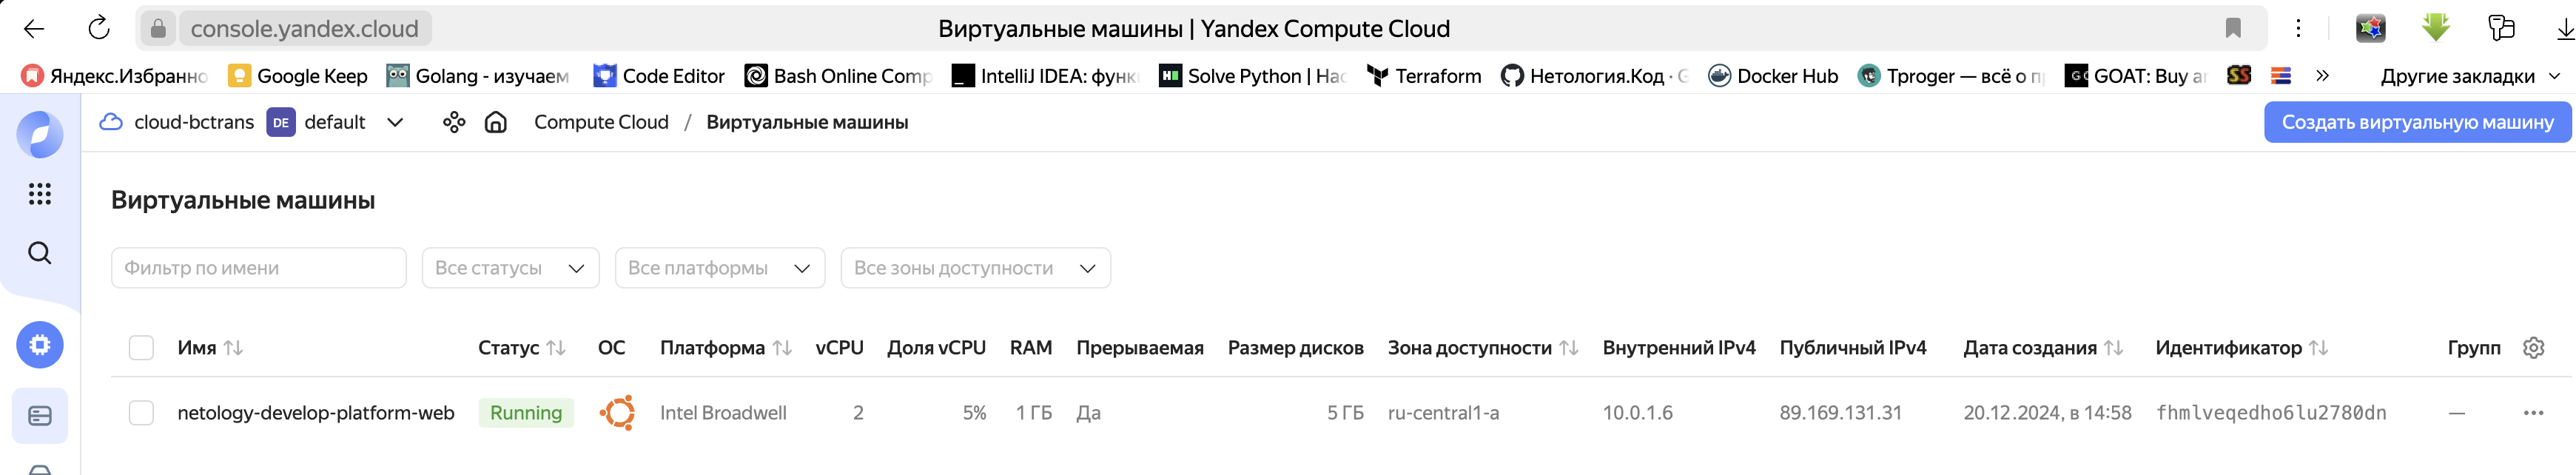 console.yandex.cloud Виртуальные машины | Yandex Compute Cloud
Яндекс.Избранно Google Keep Golang - изучаем Code Editor Bash Online Comp IntelliJ IDEA: функ Solve Python | Hac Terraform Нетология.Код · G Docker Hub Tproger — всё о п GOAT: Buy a Другие закладки
cloud-bctrans DE default Compute Cloud / Виртуальные машины Создать виртуальную машину
Виртуальные машины
Фильтр по имени Все статусы Все платформы Все зоны доступности
Имя Статус ОС Платформа vCPU Доля vCPU RAM Прерываемая Размер дисков Зона доступности Внутренний IPv4 Публичный IPv4 Дата создания Идентификатор Групп
netology-develop-platform-web Running Intel Broadwell 2 5% 1 ГБ Да 5 ГБ ru-central1-a 10.0.1.6 89.169.131.31 20.12.2024, в 14:58 fhmlveqedho6lu2780dn —